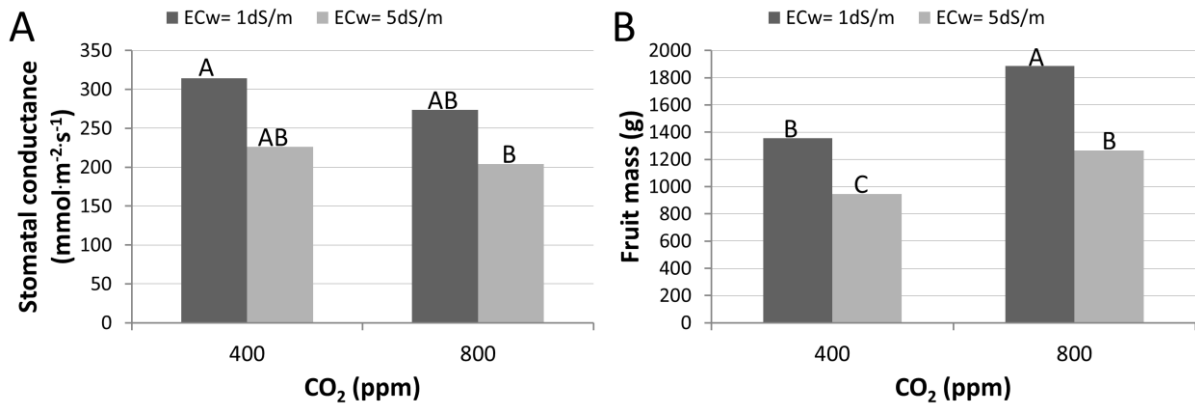 A
ECw= 1dS/m ECw= 5dS/m
Stomatal conductance
(mmol·m⁻²·s⁻¹)
350
300
250
200
150
100
50
0
A
AB
AB
B
400 800
CO₂ (ppm)
B
ECw= 1dS/m ECw= 5dS/m
Fruit mass (g)
2000
1800
1600
1400
1200
1000
800
600
400
200
0
B
C
A
B
400 800
CO₂ (ppm)